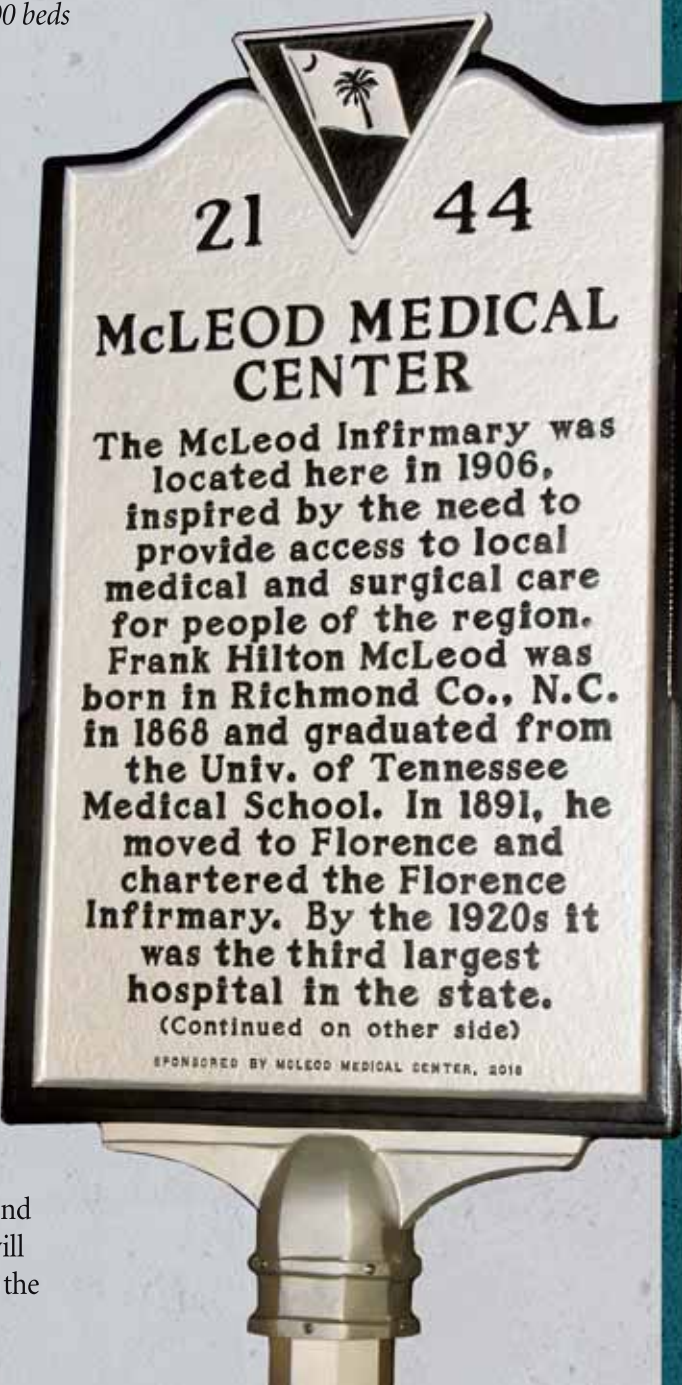 00 beds
21 44
McLEOD MEDICAL
CENTER
The McLeod Infirmary was
located here in 1906,
inspired by the need to
provide access to local
medical and surgical care
for people of the region.
Frank Hilton McLeod was
born in Richmond Co., N.C.
in 1868 and graduated from
the Univ. of Tennessee
Medical School. In 1891, he
moved to Florence and
chartered the Florence
Infirmary. By the 1920s it
was the third largest
hospital in the state.
(Continued on other side)
SPONSORED BY MCLEOD MEDICAL CENTER, 2018
nd
will
the